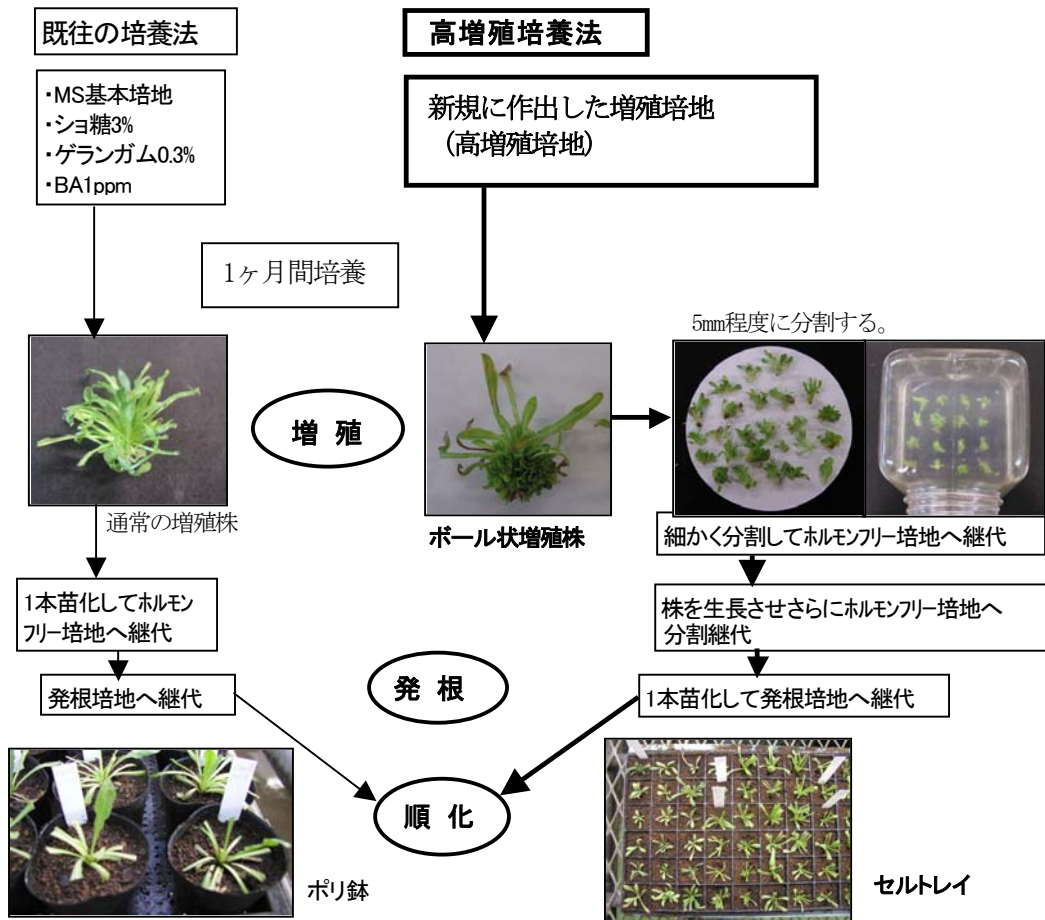 既往の培養法
高増殖培養法
・MS基本培地
・ショ糖3%
・ゲランガム0.3%
・BA1ppm
新規に作出した増殖培地
(高増殖培地)
1ヶ月間培養
5mm程度に分割する。
増 殖
通常の増殖株
ボール状増殖株
細かく分割してホルモンフリー培地へ継代
1本苗化してホルモン
フリー培地へ継代
株を生長させさらにホルモンフリー培地へ
分割継代
発根培地へ継代
発 根
1本苗化して発根培地へ継代
順 化
ポリ鉢
セルトレイ